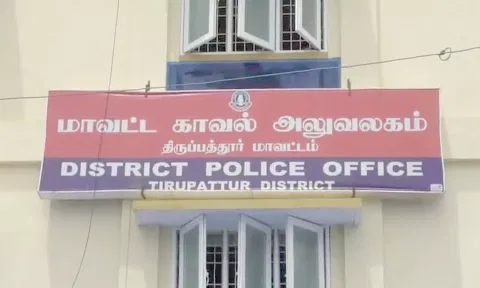 மாவட்ட காவல் அலுவலகம்
திருப்பத்தூர் மாவட்டம்
DISTRICT POLICE OFFICE
TIRUPATTUR DISTRICT